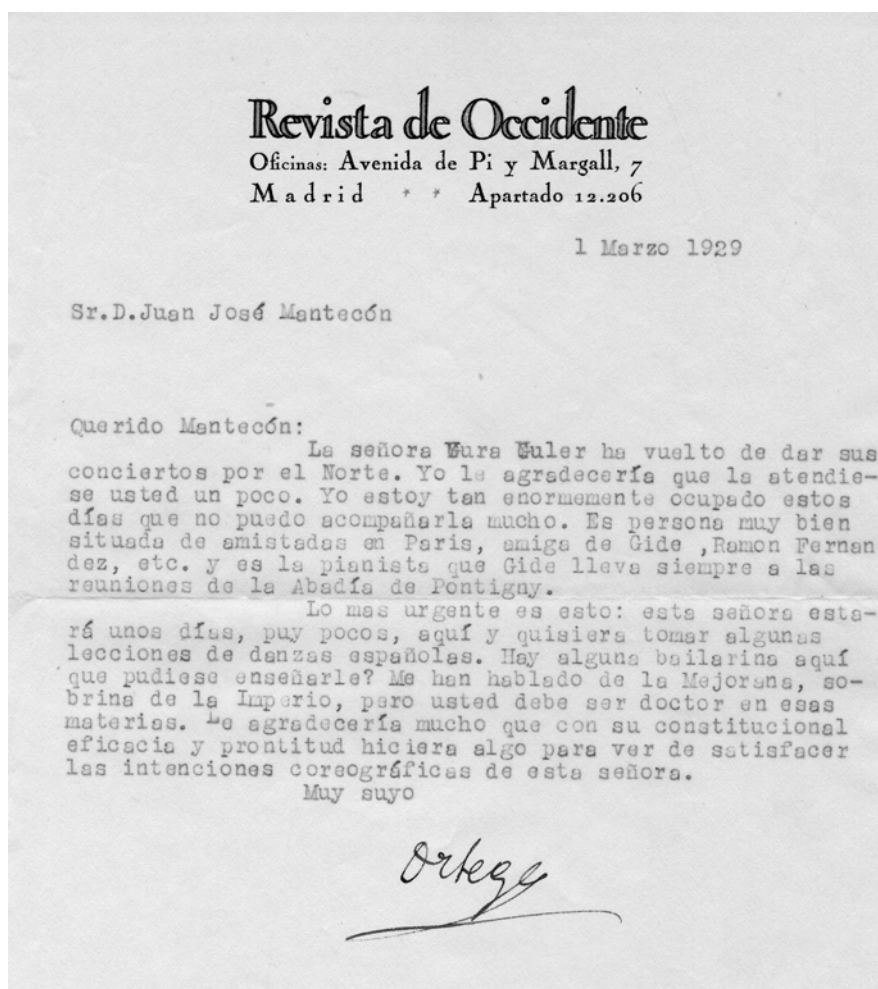 Revista de Occidente
Oficinas: Avenida de Pi y Margall, 7
Madrid * * Apartado 12.206
1 Marzo 1929
Sr.D.Juan José Mantecón
Querido Mantecón:
La señora Yura Guler ha vuelto de dar sus
conciertos por el Norte. Yo le agradecería que la atendie-
se usted un poco. Yo estoy tan enormemente ocupado estos
días que no puedo acompañarla mucho. Es persona muy bien
situada de amistadas en Paris, amiga de Gide ,Ramon Fernan
dez, etc. y es la pianista que Gide lleva siempre a las
reuniones de la Abadía de Pontigny.
Lo mas urgente es esto: esta señora esta-
rá unos días, puy pocos, aquí y quisiera tomar algunas
lecciones de danzas españolas. Hay alguna bailarina aquí
que pudiese enseñarle? Me han hablado de la Mejorana, so-
brina de la Imperio, pero usted debe ser doctor en esas
materias. Le agradecería mucho que con su constitucional
eficacia y prontitud hiciera algo para ver de satisfacer
las intenciones coreográficas de esta señora.
Muy suyo
Ortega